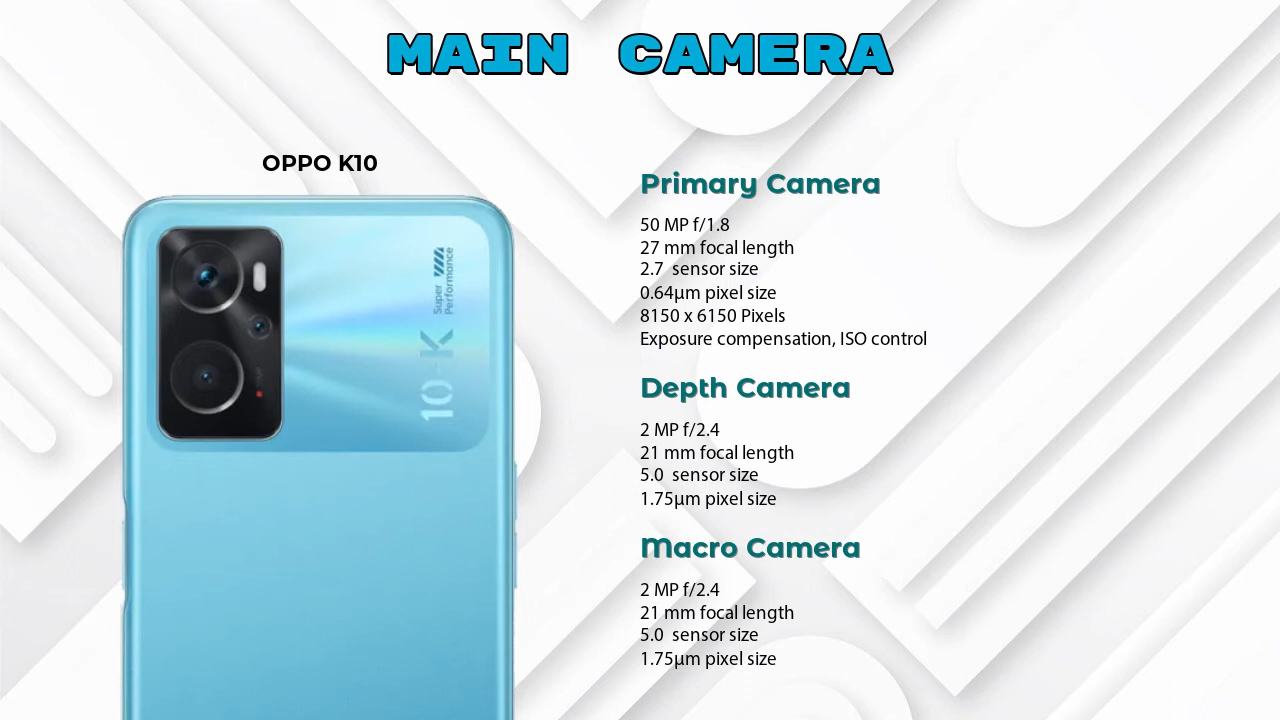 MAIN CAMERA
OPPO K10
Super
Performance
10-K
Primary Camera
50 MP f/1.8
27 mm focal length
2.7  sensor size
0.64µm pixel size
8150 x 6150 Pixels
Exposure compensation, ISO control
Depth Camera
2 MP f/2.4
21 mm focal length
5.0  sensor size
1.75µm pixel size
Macro Camera
2 MP f/2.4
21 mm focal length
5.0  sensor size
1.75µm pixel size